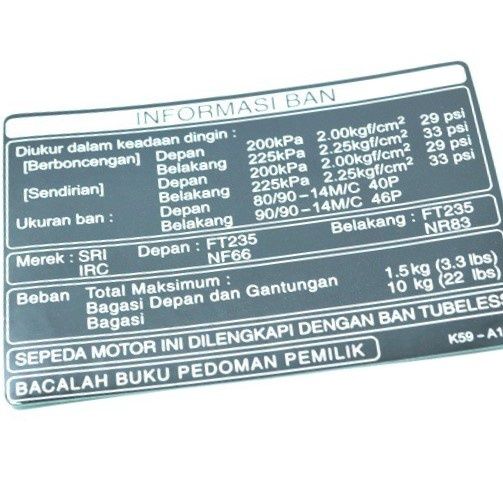 INFORMASI BAN
Diukur dalam keadaan dingin :
[Berboncengan] Depan 200kPa 2.00kgf/cm² 29 psi
Belakang 225kPa 2.25kgf/cm² 33 psi
[Sendirian] Depan 200kPa 2.00kgf/cm² 29 psi
Belakang 225kPa 2.25kgf/cm² 33 psi
Ukuran ban : Depan 80/90-14M/C 40P
Belakang 90/90-14M/C 46P
Merek : SRI Depan : FT235 Belakang : FT235
IRC NF66 NR83
Beban Total Maksimum :
Bagasi Depan dan Gantungan 1.5 kg (3.3 lbs)
Bagasi 10 kg (22 lbs)
SEPEDA MOTOR INI DILENGKAPI DENGAN BAN TUBELESS
BACALAH BUKU PEDOMAN PEMILIK K59 - A1